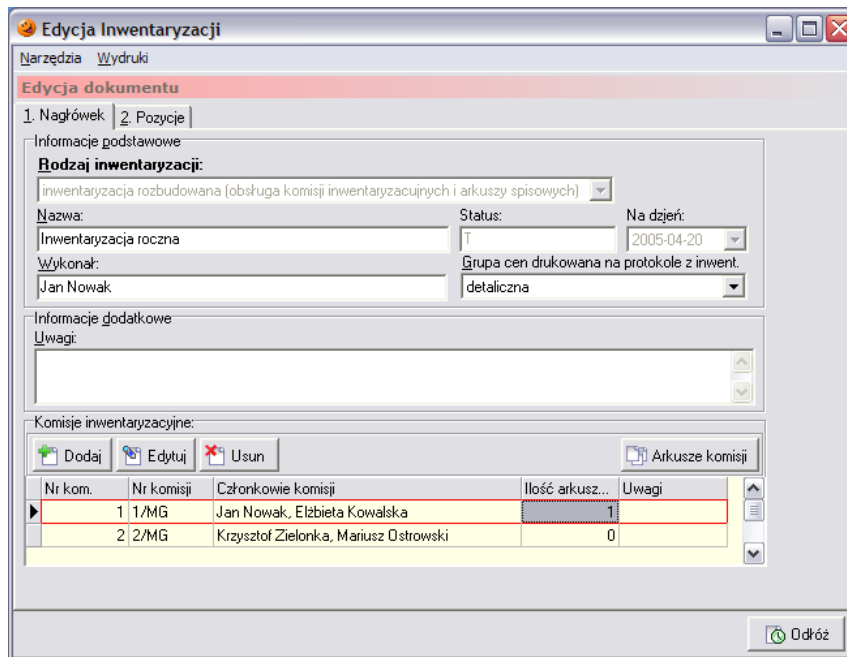 Edycja Inwentaryzacji
Narzędzia Wydruki
Edycja dokumentu
1. Nagłówek 2. Pozycje
Informacje podstawowe
Rodzaj inwentaryzacji:
inwentaryzacja rozbudowana (obsługa komisji inwentaryzacujnych i arkuszy spisowych)
Nazwa: Status: Na dzień:
Inwentaryzacja roczna T 2005-04-20
Wykonał: Grupa cen drukowana na protokole z inwent.
Jan Nowak detaliczna
Informacje dodatkowe
Uwagi:
Komisje inwentaryzacyjne:
Dodaj Edytuj Usun Arkusze komisji
Nr kom. Nr komisji Członkowie komisji Ilość arkusz... Uwagi
1 1/MG Jan Nowak, Elżbieta Kowalska 1
2 2/MG Krzysztof Zielonka, Mariusz Ostrowski 0
Odłóż